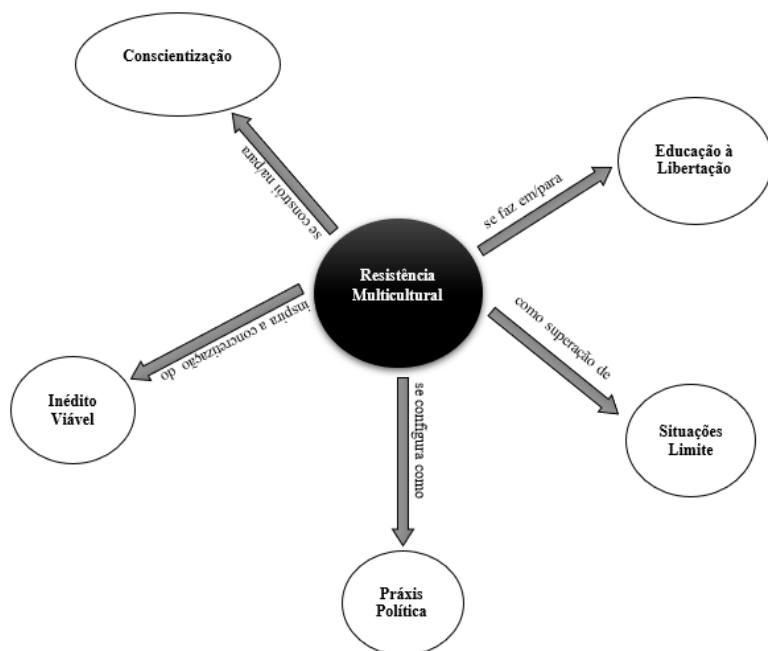 Conscientização
se constrói na/para
Educação à
Libertação
se faz em/para
Resistência
Multicultural
como superação de
inspira a concretização do
Inédito
Viável
se configura como
Situações
Limite
Práxis
Política